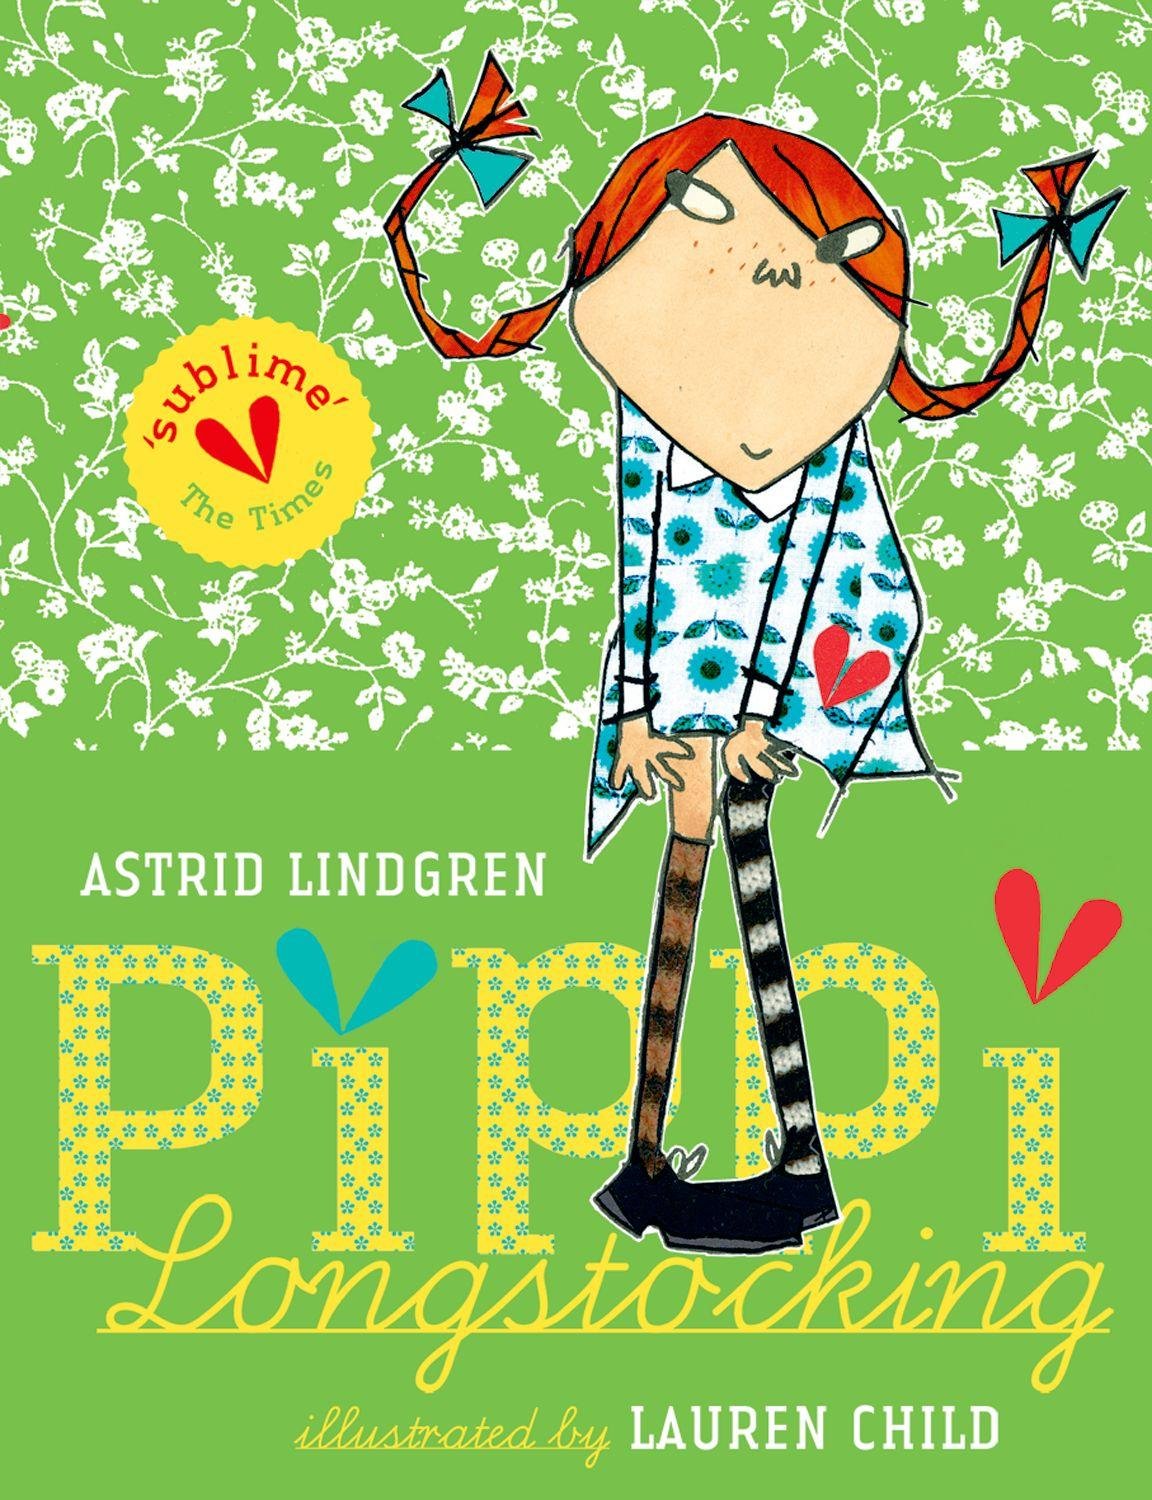 'sublime'
The Times
ASTRID LINDGREN
Pippi
Longstocking
illustrated by LAUREN CHILD